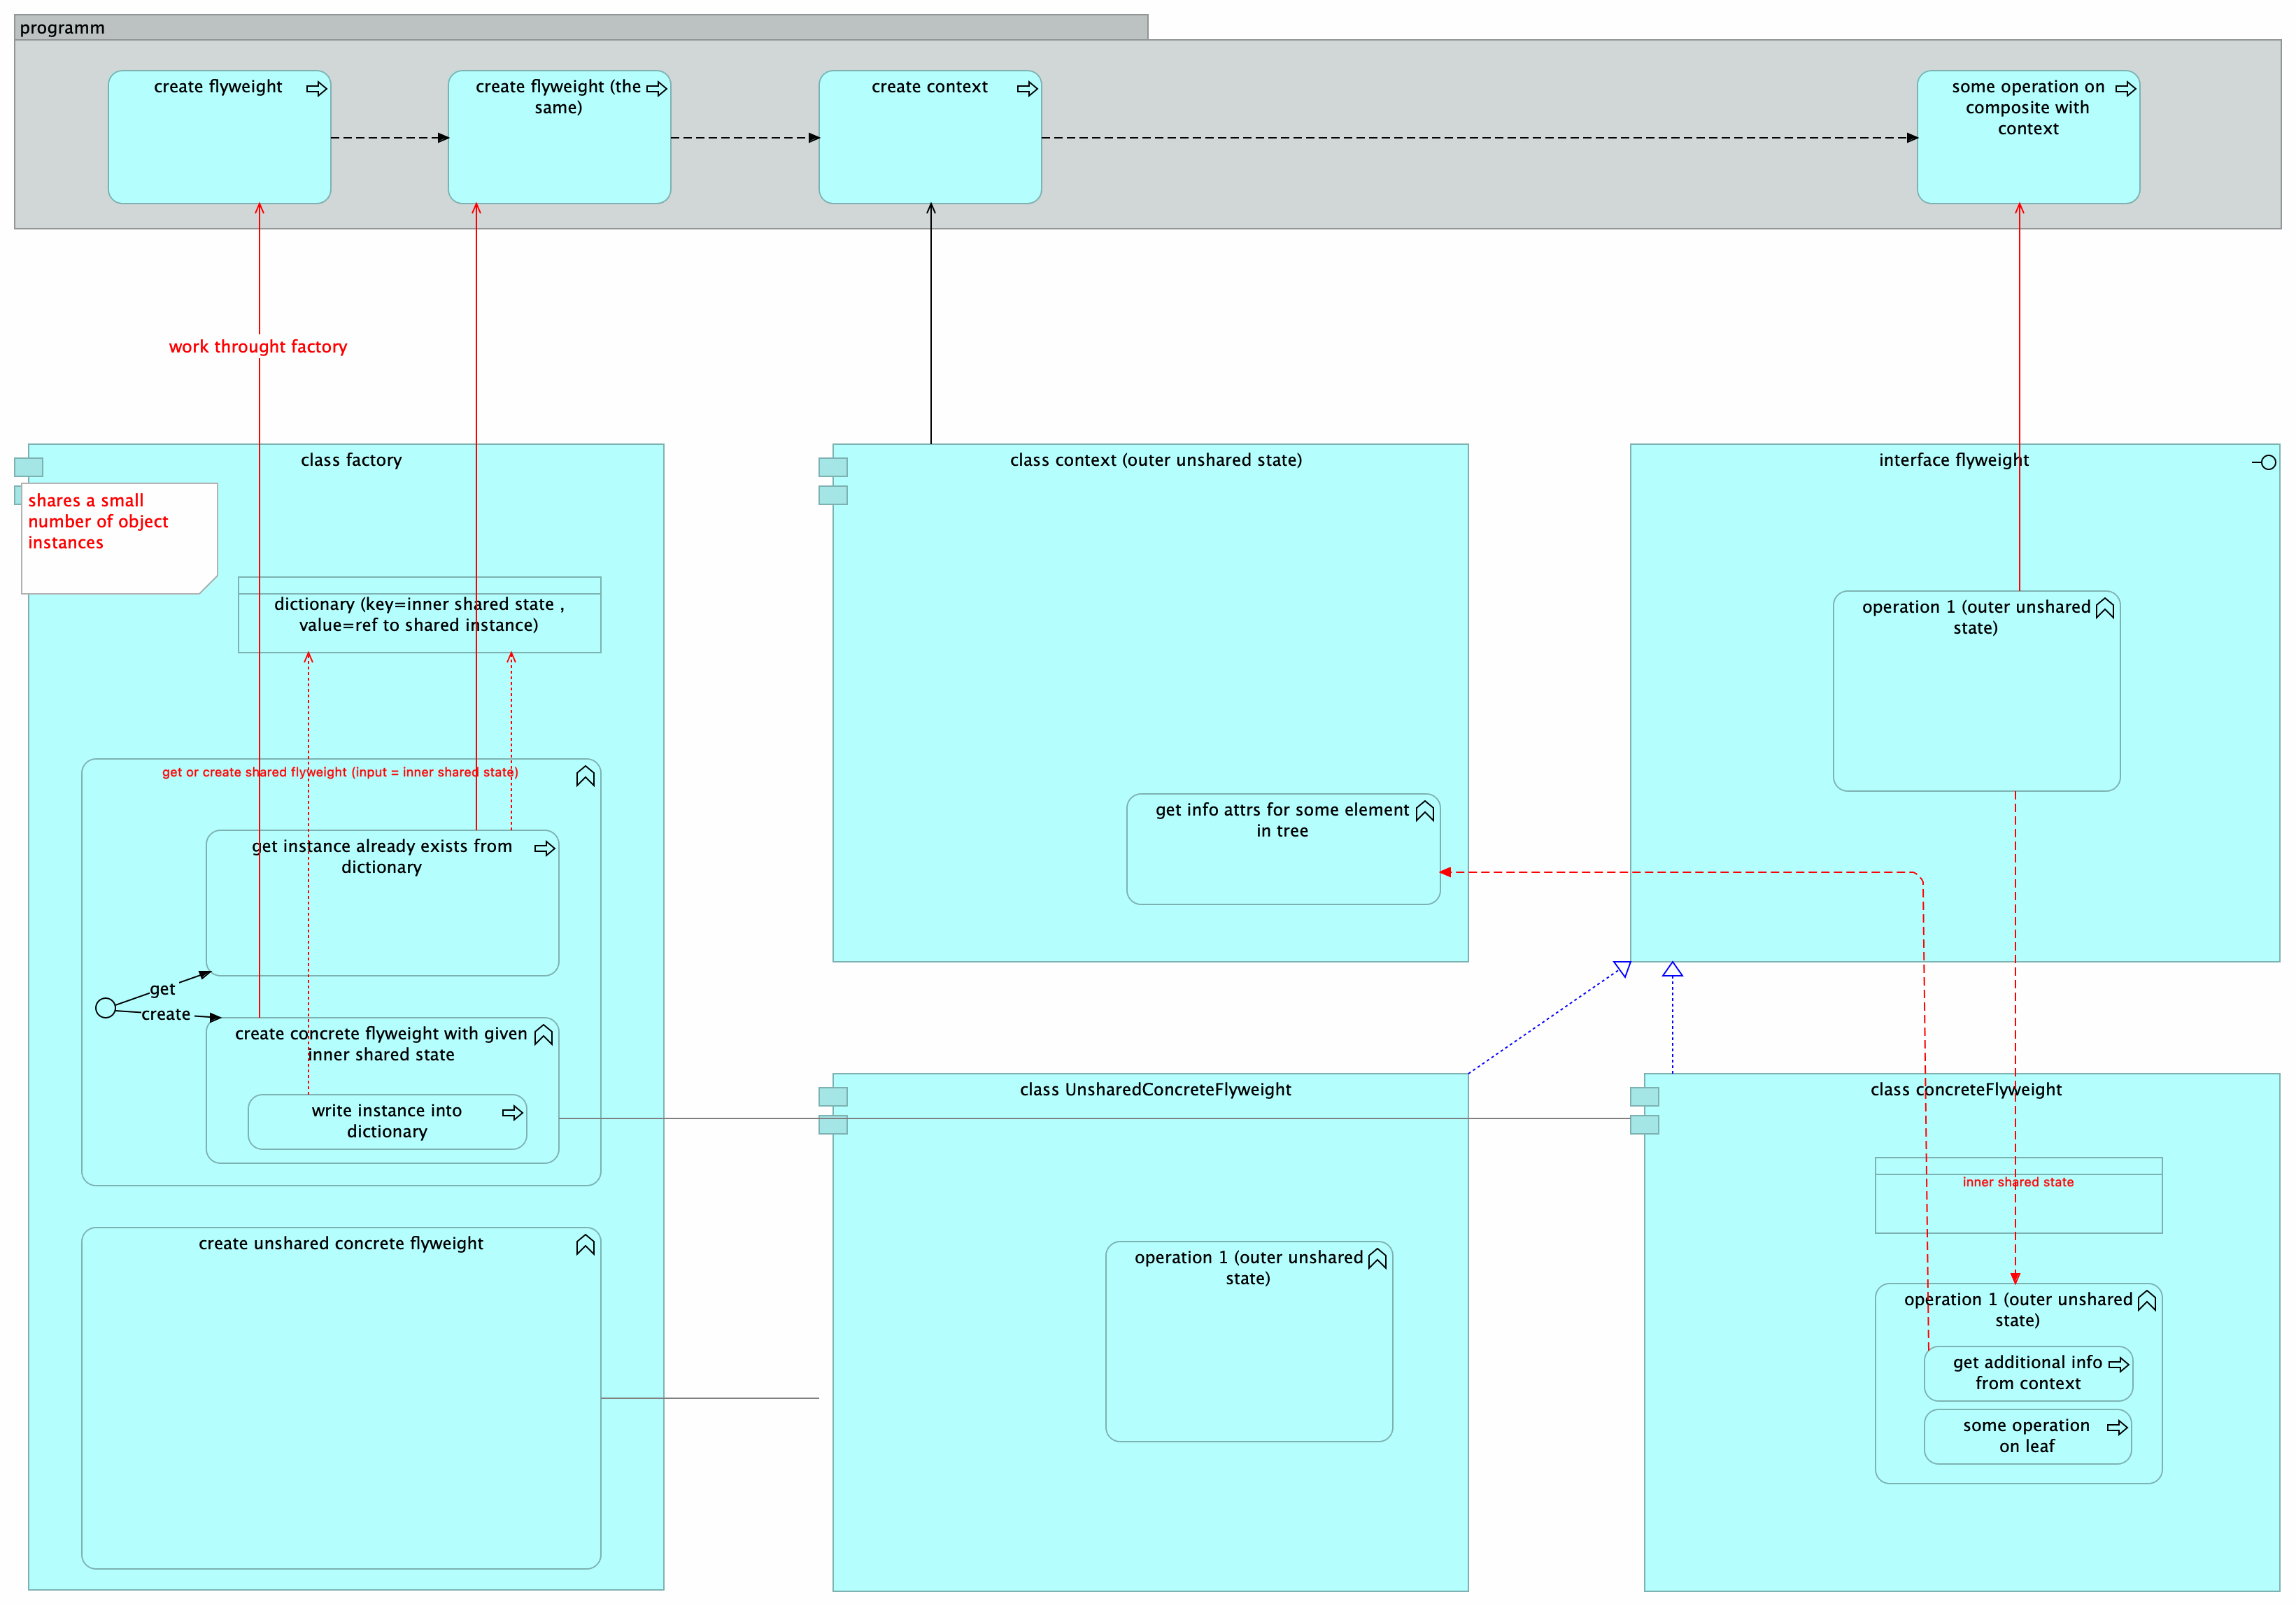 programm
create flyweight
create flyweight (the
same)
create context
some operation on
composite with
context
work throught factory
class factory
shares a small
number of object
instances
dictionary (key=inner shared state ,
value=ref to shared instance)
get or create shared flyweight (input = inner shared state)
get instance already exists from
dictionary
get
create
create concrete flyweight with given
inner shared state
write instance into
dictionary
create unshared concrete flyweight
class context (outer unshared state)
get info attrs for some element
in tree
interface flyweight
operation 1 (outer unshared
state)
class UnsharedConcreteFlyweight
operation 1 (outer unshared
state)
class concreteFlyweight
inner shared state
operation 1 (outer unshared
state)
get additional info
from context
some operation
on leaf